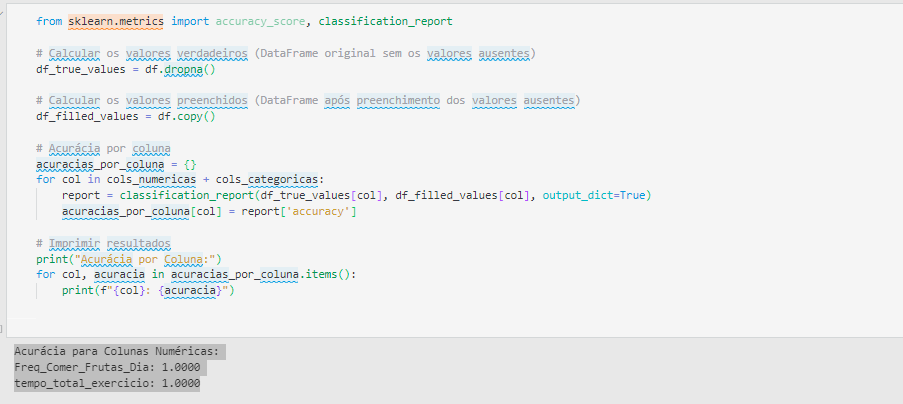 from sklearn.metrics import accuracy_score, classification_report
# Calcular os valores verdadeiros (DataFrame original sem os valores ausentes)
df_true_values = df.dropna()
# Calcular os valores preenchidos (DataFrame após preenchimento dos valores ausentes)
df_filled_values = df.copy()
# Acurácia por coluna
acuracias_por_coluna = {}
for col in cols_numericas + cols_categoricas:
    report = classification_report(df_true_values[col], df_filled_values[col], output_dict=True)
    acuracias_por_coluna[col] = report['accuracy']
# Imprimir resultados
print("Acurácia por Coluna:")
for col, acuracia in acuracias_por_coluna.items():
    print(f"{col}: {acuracia}")
Acurácia para Colunas Numéricas:
Freq_Comer_Frutas_Dia: 1.0000
tempo_total_exercicio: 1.0000